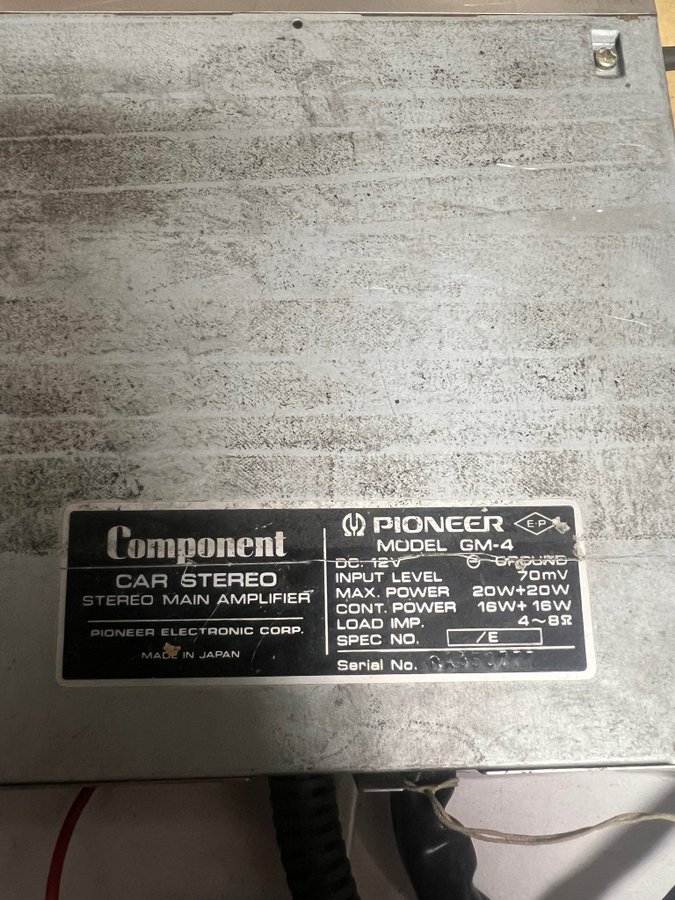 Component
CAR STEREO
STEREO MAIN AMPLIFIER
PIONEER ELECTRONIC CORP.
MADE IN JAPAN
PIONEER E·P
MODEL GM-4
DC. 12V ⊖ GROUND
INPUT LEVEL 70mV
MAX. POWER 20W+20W
CONT. POWER 16W+16W
LOAD IMP. 4~8Ω
SPEC NO. /E
Serial No.